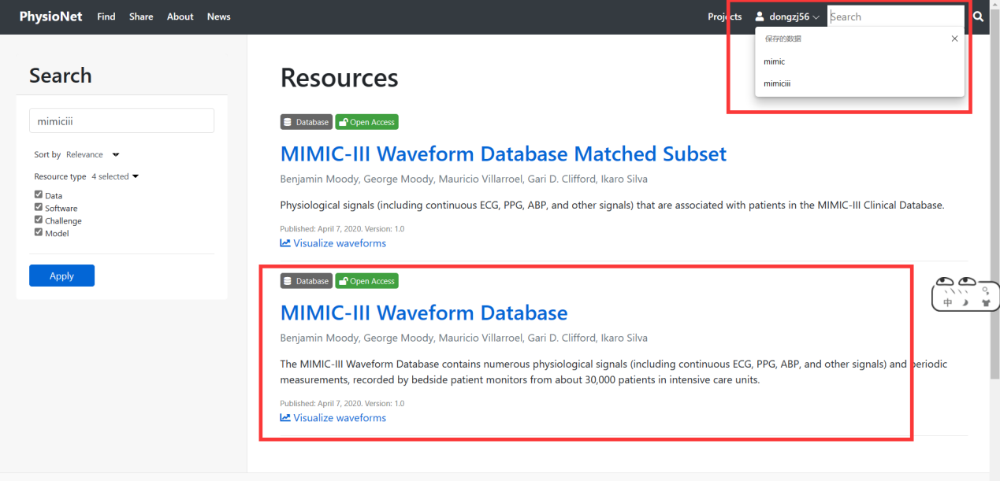 PhysioNet Find Share About News Projects dongzj56 Search
保存的数据
mimic
mimiciii
Search
mimiciii
Sort by Relevance
Resource type 4 selected
Data
Software
Challenge
Model
Apply
Resources
Database Open Access
MIMIC-III Waveform Database Matched Subset
Benjamin Moody, George Moody, Mauricio Villarroel, Gari D. Clifford, Ikaro Silva
Physiological signals (including continuous ECG, PPG, ABP, and other signals) that are associated with patients in the MIMIC-III Clinical Database.
Published: April 7, 2020. Version: 1.0
Visualize waveforms
Database Open Access
MIMIC-III Waveform Database
Benjamin Moody, George Moody, Mauricio Villarroel, Gari D. Clifford, Ikaro Silva
The MIMIC-III Waveform Database contains numerous physiological signals (including continuous ECG, PPG, ABP, and other signals) and periodic
measurements, recorded by bedside patient monitors from about 30,000 patients in intensive care units.
Published: April 7, 2020. Version: 1.0
Visualize waveforms
中